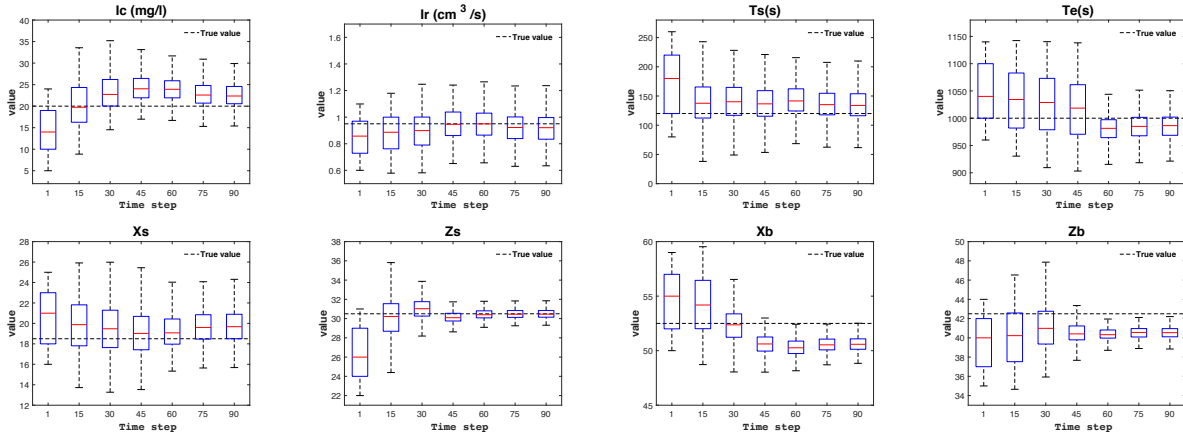 Ic (mg/l)
True value
value
40
35
30
25
20
15
10
5
1 15 30 45 60 75 90
Time step
Ir (cm 3 /s)
True value
value
1.6
1.4
1.2
1
0.8
0.6
1 15 30 45 60 75 90
Time step
Ts(s)
True value
value
250
200
150
100
50
0
1 15 30 45 60 75 90
Time step
Te(s)
True value
value
1150
1100
1050
1000
950
900
1 15 30 45 60 75 90
Time step
Xs
True value
value
28
26
24
22
20
18
16
14
12
1 15 30 45 60 75 90
Time step
Zs
True value
value
38
36
34
32
30
28
26
24
22
1 15 30 45 60 75 90
Time step
Xb
True value
value
60
55
50
45
1 15 30 45 60 75 90
Time step
Zb
True value
value
50
48
46
44
42
40
38
36
34
1 15 30 45 60 75 90
Time step